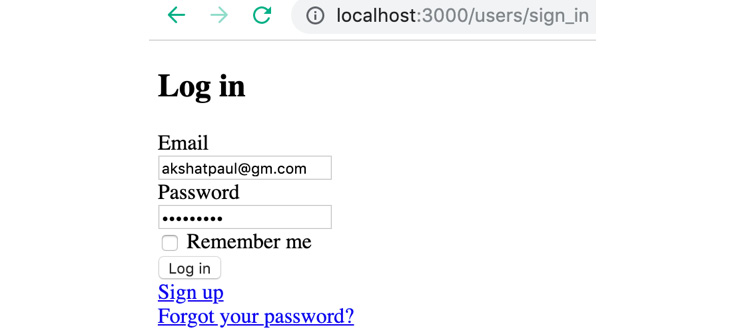 localhost:3000/users/sign_in
Log in
Email
akshatpaul@gm.com
Password
•••••••••
Remember me
Log in
Sign up
Forgot your password?